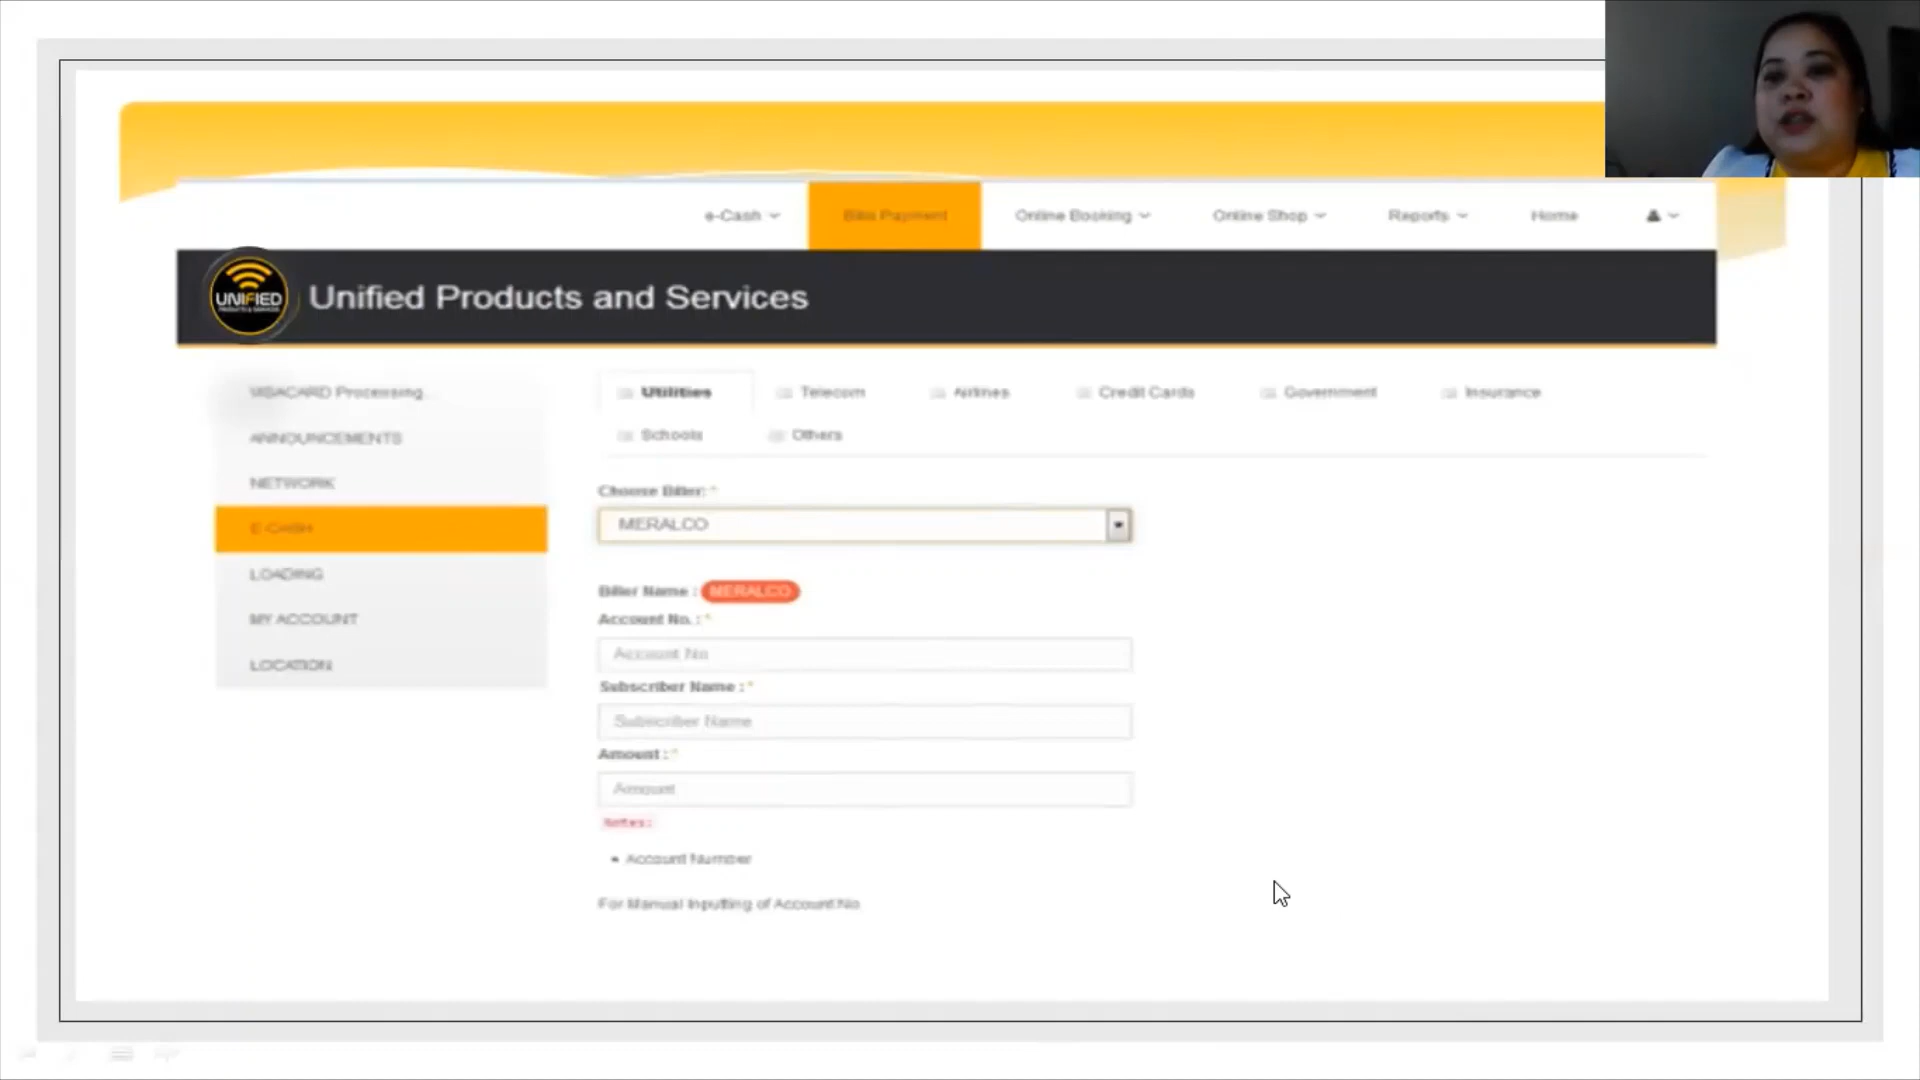 e-Cash Bills Payment Online Booking Online Shop Reports Home
UNIFIED
PRODUCTS & SERVICES
Unified Products and Services
VISACARD Processing...
ANNOUNCEMENTS
NETWORK
E-CASH
LOADING
MY ACCOUNT
LOCATION
Utilities Telecom Airlines Credit Cards Government Insurance
Schools Others
Choose Biller: *
MERALCO
Biller Name : MERALCO
Account No. : *
Account No
Subscriber Name : *
Subscriber Name
Amount : *
Amount
Notes:
• Account Number
For Manual Inputting of Account No